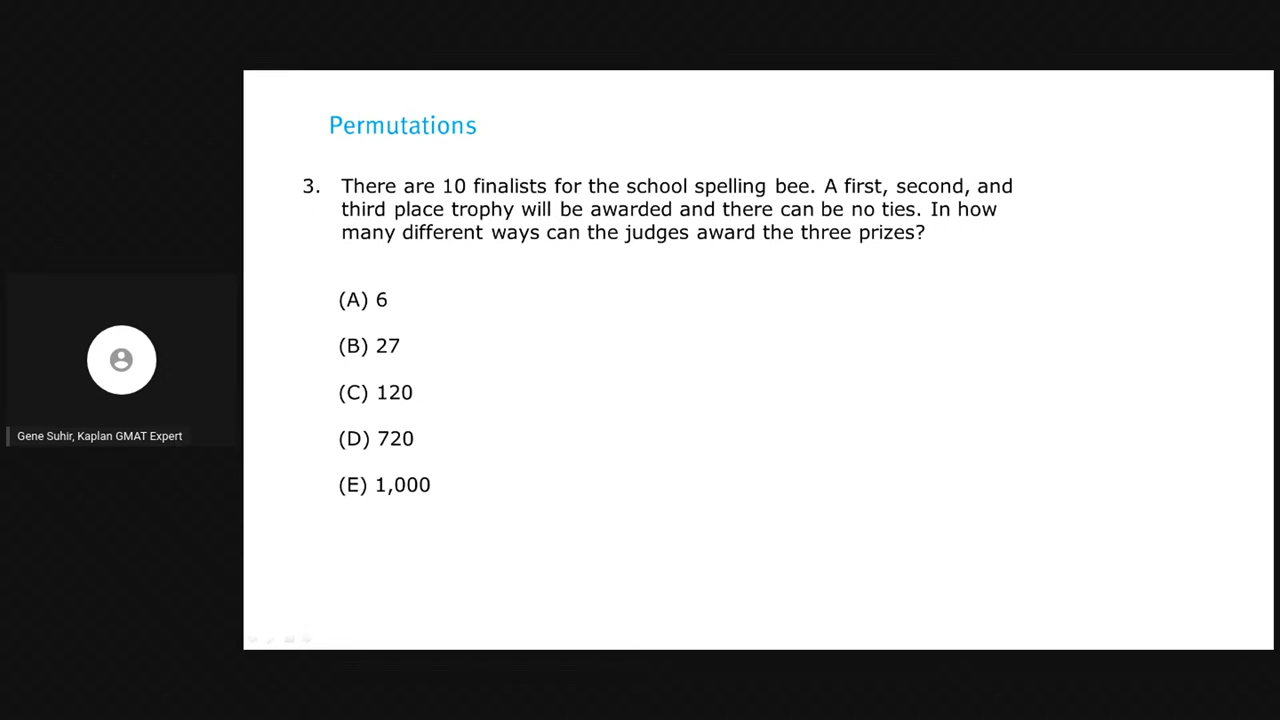 Permutations
3. There are 10 finalists for the school spelling bee. A first, second, and
third place trophy will be awarded and there can be no ties. In how
many different ways can the judges award the three prizes?
(A) 6
(B) 27
(C) 120
(D) 720
(E) 1,000
Gene Suhir, Kaplan GMAT Expert